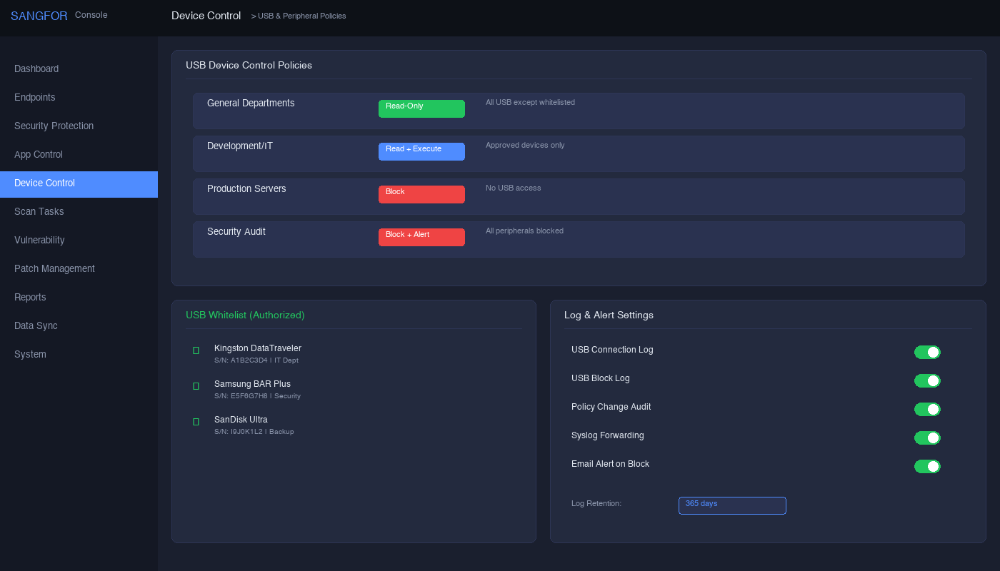 SANGFOR Console
Device Control > USB & Peripheral Policies
Dashboard
Endpoints
Security Protection
App Control
Device Control
Scan Tasks
Vulnerability
Patch Management
Reports
Data Sync
System
USB Device Control Policies
General Departments Read-Only All USB except whitelisted
Development/IT Read + Execute Approved devices only
Production Servers Block No USB access
Security Audit Block + Alert All peripherals blocked
USB Whitelist (Authorized)
Kingston DataTraveler
S/N: A1B2C3D4 | IT Dept
Samsung BAR Plus
S/N: E5F6G7H8 | Security
SanDisk Ultra
S/N: I9J0K1L2 | Backup
Log & Alert Settings
USB Connection Log
USB Block Log
Policy Change Audit
Syslog Forwarding
Email Alert on Block
Log Retention: 365 days